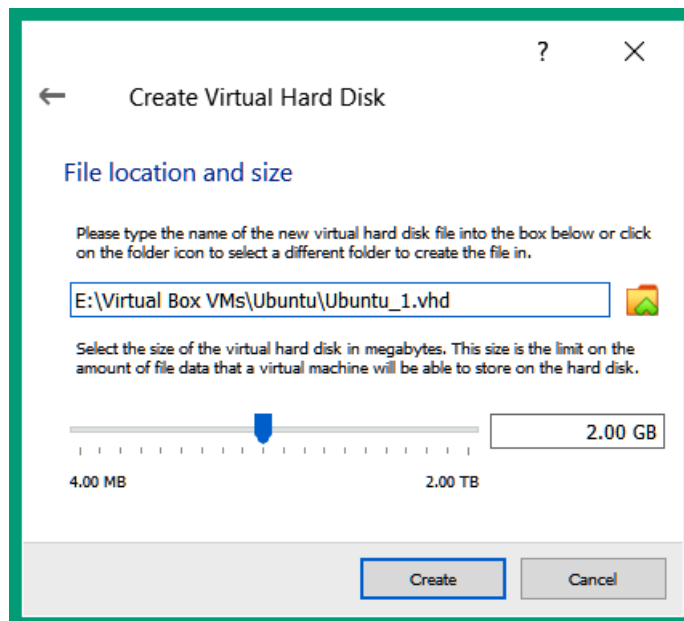 ?
Create Virtual Hard Disk
File location and size
Please type the name of the new virtual hard disk file into the box below or click
on the folder icon to select a different folder to create the file in.
E:\Virtual Box VMs\Ubuntu\Ubuntu_1.vhd
Select the size of the virtual hard disk in megabytes. This size is the limit on the
amount of file data that a virtual machine will be able to store on the hard disk.
2.00 GB
4.00 MB 2.00 TB
Create Cancel